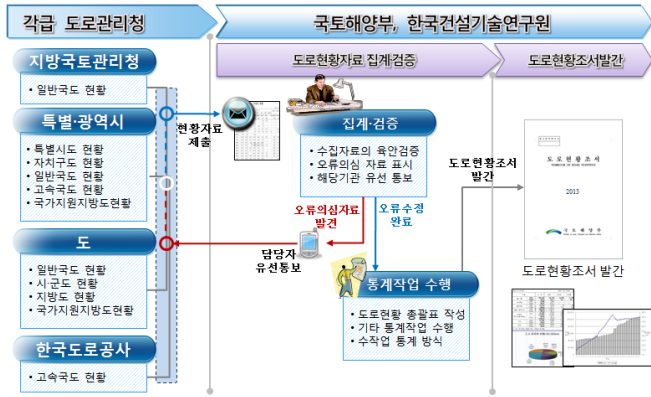 각급 도로관리청
국토해양부, 한국건설기술연구원
도로현황자료 집계·검증
도로현황조서발간
지방국토관리청
• 일반국도 현황
특별·광역시
• 특별시도 현황
• 자치구도 현황
• 일반국도 현황
• 고속국도 현황
• 국가지원지방도현황
도
• 일반국도 현황
• 시·군도 현황
• 지방도 현황
• 국가지원지방도현황
한국도로공사
• 고속국도 현황
현황자료
제출
집계·검증
• 수집자료의 육안검증
• 오류의심 자료 표시
• 해당기관 유선 통보
오류의심자료
발견
오류수정
완료
담당자
유선통보
통계작업 수행
• 도로현황 총괄표 작성
• 기타 통계작업 수행
• 수작업 통계 방식
도로현황조서
발간
도 로 현 황 조 서
2013
국 토 해 양 부
도로현황조서 발간